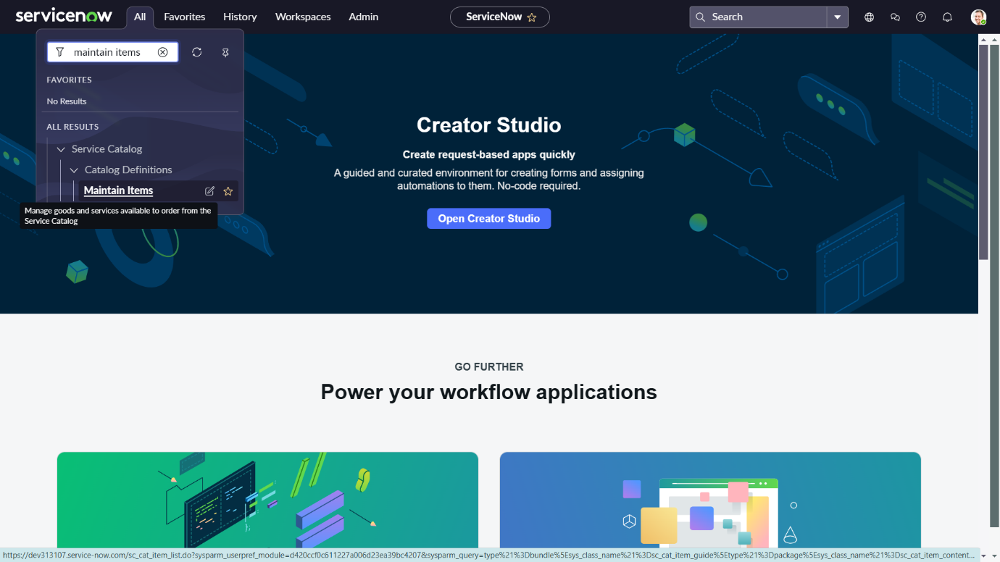 servicenow
All
Favorites
History
Workspaces
Admin
ServiceNow
Search
maintain items
FAVORITES
No Results
ALL RESULTS
Service Catalog
Catalog Definitions
Maintain Items
Manage goods and services available to order from the
Service Catalog
Creator Studio
Create request-based apps quickly
A guided and curated environment for creating forms and assigning
automations to them. No-code required.
Open Creator Studio
GO FURTHER
Power your workflow applications
https://dev313107.service-now.com/sc_cat_item_list.do?sysparm_userpref_module=d420ccf0c611227a006d23ea39bc4207&sysparm_query=type%21%3Dbundle%5Esys_class_name%21%3Dsc_cat_item_guide%5Etype%21%3Dpackage%5Esys_class_name%21%3Dsc_cat_item_content...